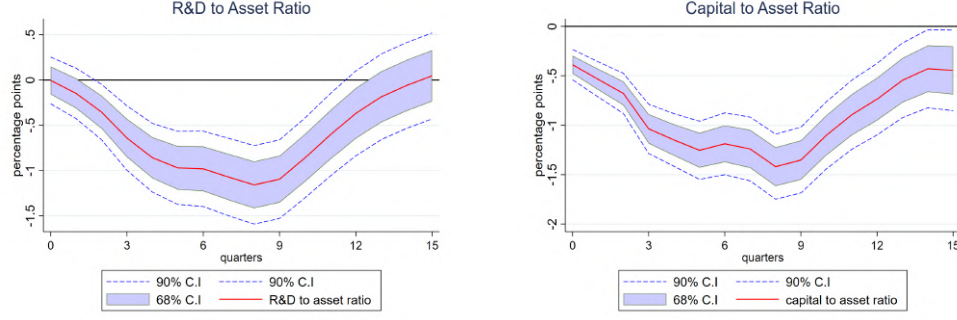 R&D to Asset Ratio
percentage points
.5
0
-.5
-1
-1.5
0 3 6 9 12 15
quarters
90% C.I 90% C.I
68% C.I R&D to asset ratio
Capital to Asset Ratio
percentage points
-0
-.5
-1
-1.5
-2
0 3 6 9 12 15
quarters
90% C.I 90% C.I
68% C.I capital to asset ratio